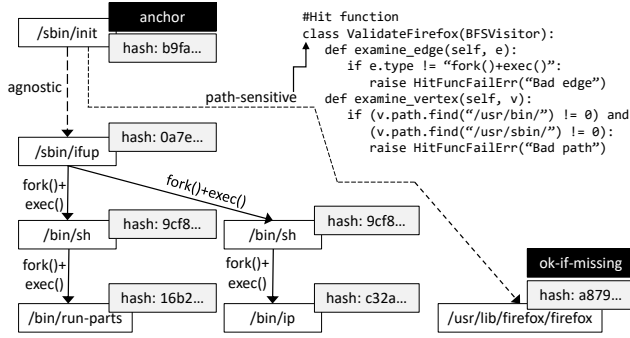 anchor
/sbin/init
hash: b9fa...
agnostic
path-sensitive
#Hit function
class ValidateFirefox(BFSVisitor):
def examine_edge(self, e):
if e.type != “fork()+exec()”:
raise HitFuncFailErr(“Bad edge”)
def examine_vertex(self, v):
if (v.path.find(“/usr/bin/”) != 0) and
(v.path.find(“/usr/sbin/”) != 0):
raise HitFuncFailErr(“Bad path”)
hash: 0a7e...
/sbin/ifup
fork()+
exec()
fork()+exec()
hash: 9cf8...
/bin/sh
hash: 9cf8...
/bin/sh
fork()+
exec()
fork()+
exec()
ok-if-missing
hash: 16b2...
/bin/run-parts
hash: c32a...
/bin/ip
hash: a879...
/usr/lib/firefox/firefox